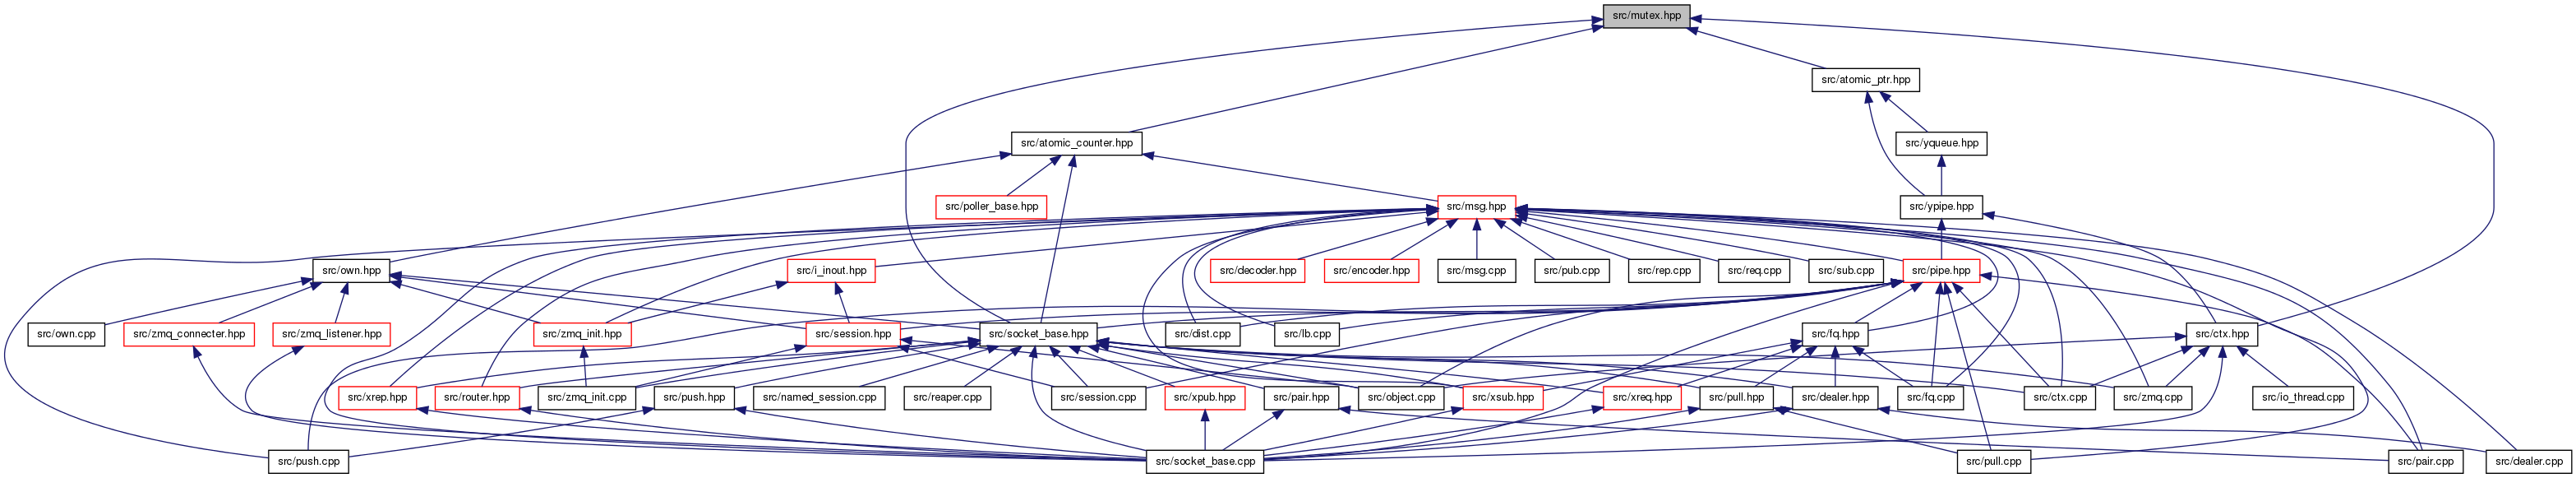 src/mutex.hpp
src/atomic_ptr.hpp
src/atomic_counter.hpp
src/yqueue.hpp
src/poller_base.hpp
src/msg.hpp
src/ypipe.hpp
src/own.hpp
src/i_inout.hpp
src/decoder.hpp
src/encoder.hpp
src/msg.cpp
src/pub.cpp
src/rep.cpp
src/req.cpp
src/sub.cpp
src/pipe.hpp
src/own.cpp
src/zmq_connecter.hpp
src/zmq_listener.hpp
src/zmq_init.hpp
src/session.hpp
src/socket_base.hpp
src/dist.cpp
src/lb.cpp
src/fq.hpp
src/ctx.hpp
src/xrep.hpp
src/router.hpp
src/zmq_init.cpp
src/push.hpp
src/named_session.cpp
src/reaper.cpp
src/session.cpp
src/xpub.hpp
src/pair.hpp
src/object.cpp
src/xsub.hpp
src/xreq.hpp
src/pull.hpp
src/dealer.hpp
src/fq.cpp
src/ctx.cpp
src/zmq.cpp
src/io_thread.cpp
src/push.cpp
src/socket_base.cpp
src/pull.cpp
src/pair.cpp
src/dealer.cpp